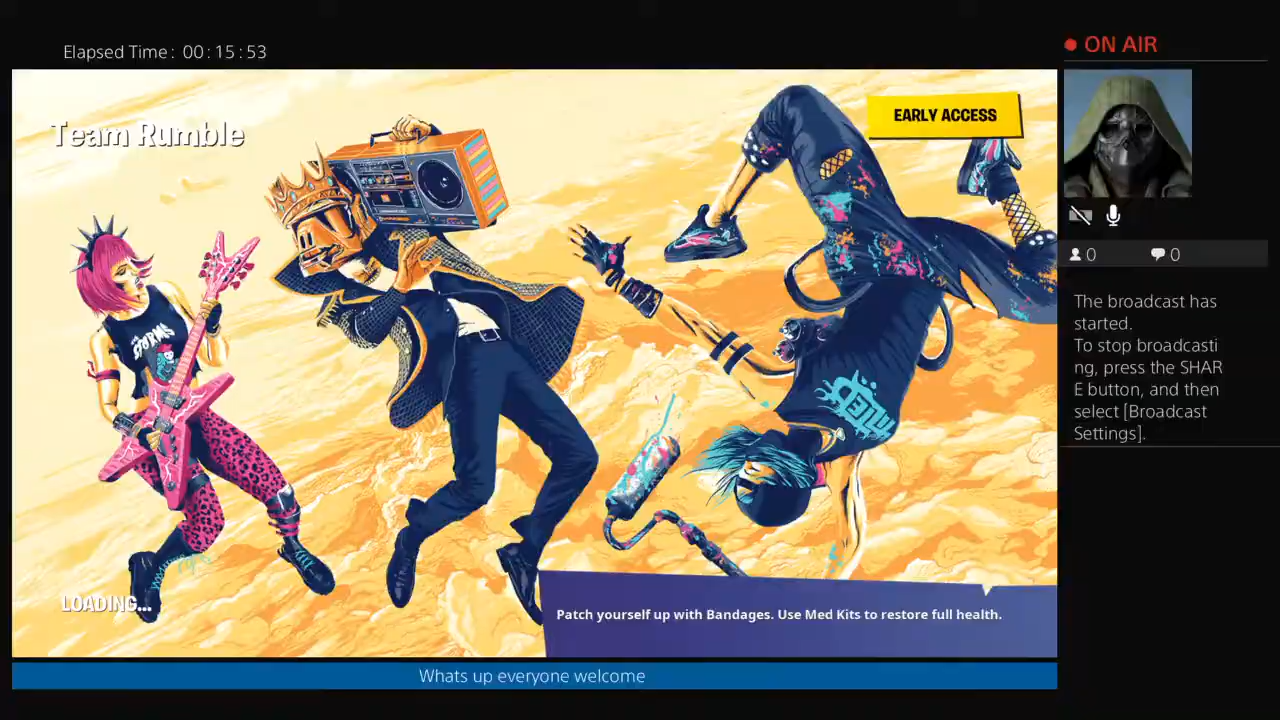 Elapsed Time: 00:15:53
ON AIR
Team Rumble
EARLY ACCESS
0
0
The broadcast has
started.
To stop broadcasti
ng, press the SHAR
E button, and then
select [Broadcast
Settings].
STORMS
LOADING...
Patch yourself up with Bandages. Use Med Kits to restore full health.
Whats up everyone welcome